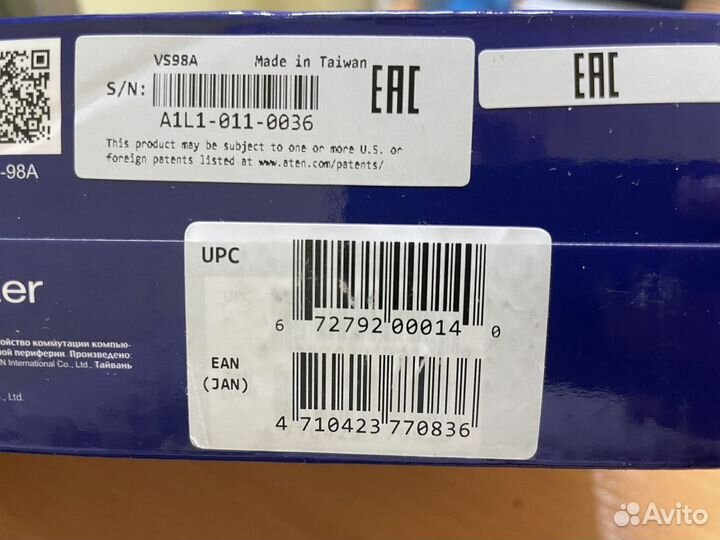 VS98A Made in Taiwan
S/N:
A1L1-011-0036
This product may be subject to one or more U.S. or
foreign patents listed at www.aten.com/patents/
EAC
EAC
-98A
UPC
6 72792 00014 0
EAN
(JAN)
4 710423 770836
ter
ройство коммутации компью-
ной периферии. Произведено:
N International Co., Ltd., Тайвань
., Ltd.
Avito